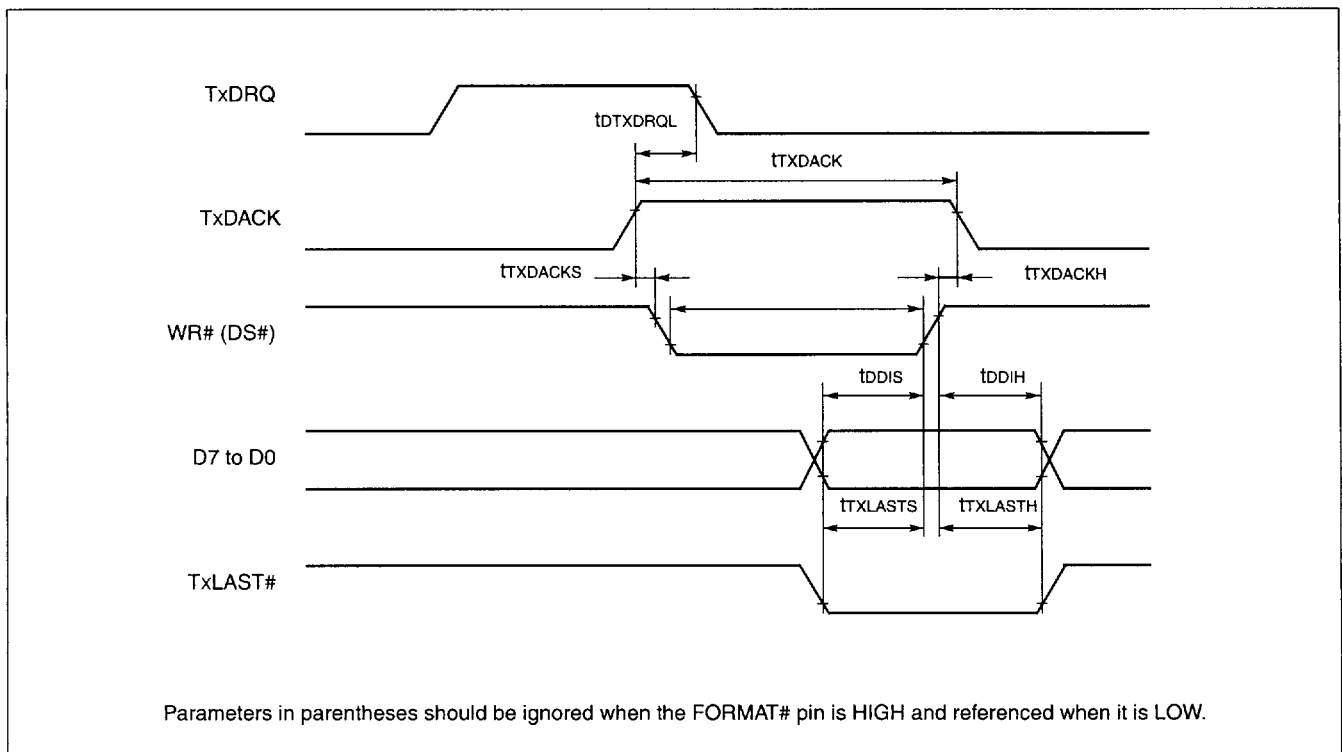 TxDRQ
tDTXDRQL
tTXDACK
TxDACK
tTXDACKS
tTXDACKH
WR# (DS#)
tDDIS
tDDIH
D7 to D0
tTXLASTS
tTXLASTH
TxLAST#
Parameters in parentheses should be ignored when the FORMAT# pin is HIGH and referenced when it is LOW.